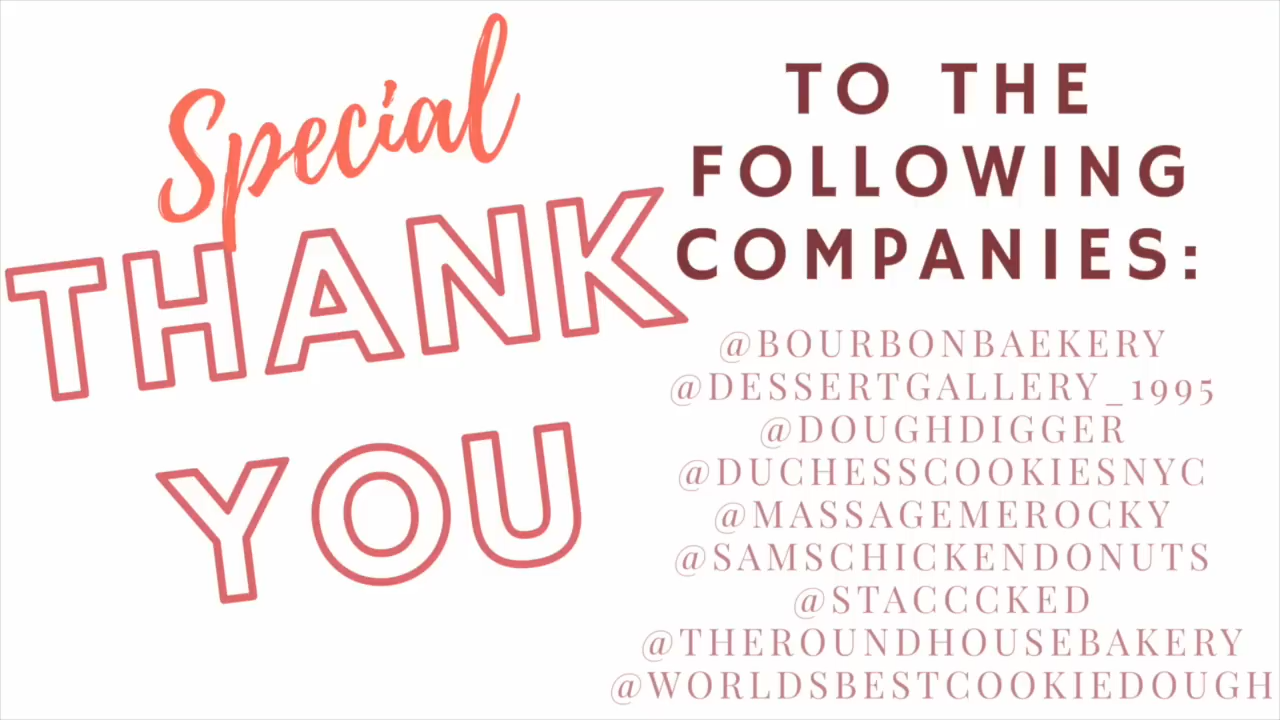 Special
THANK
YOU
TO THE
FOLLOWING
COMPANIES:
@BOURBONBAEKERY
@DESSERTGALLERY_1995
@DOUGHDIGGER
@DUCHESSCOOKIESNYC
@MASSAGEMEROCKY
@SAMSCHICKENDONUTS
@STACCCKED
@THEROUNDHOUSEBAKERY
@WORLDSBESTCOOKIEDOUGH